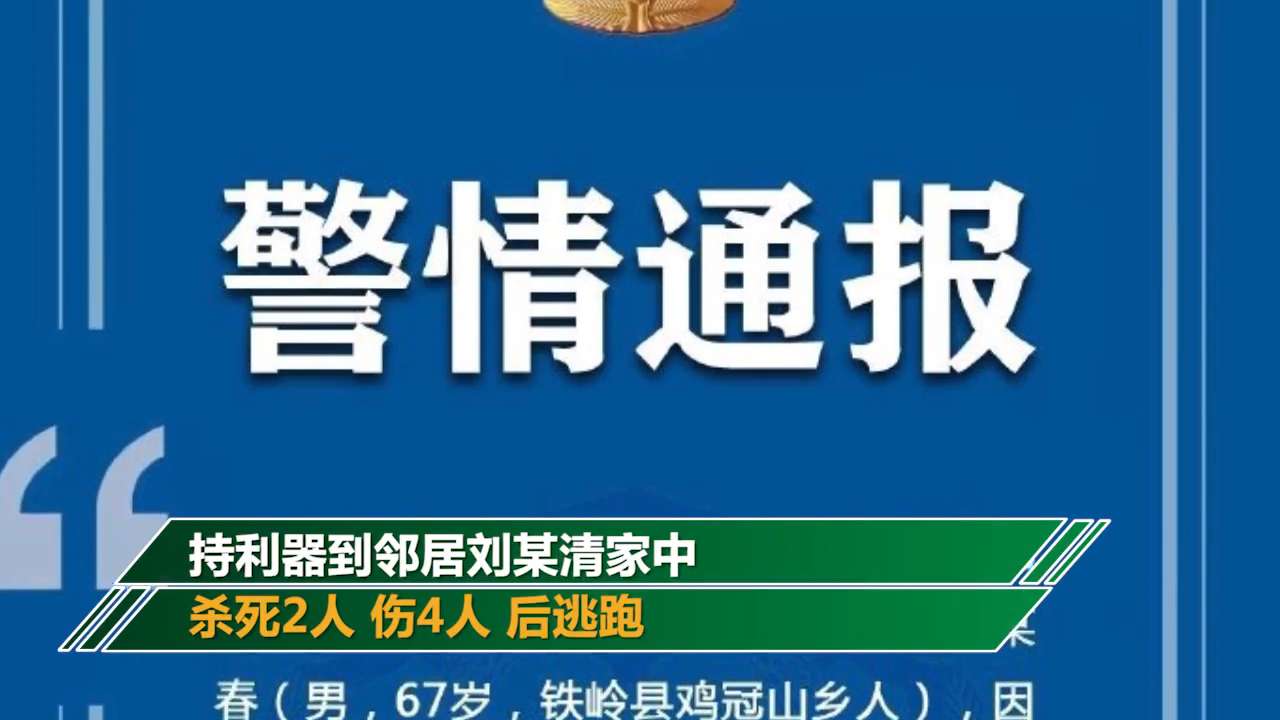 警情通报
持利器到邻居刘某清家中
杀死2人 伤4人 后逃跑
某
春（男，67岁，铁岭县鸡冠山乡人），因